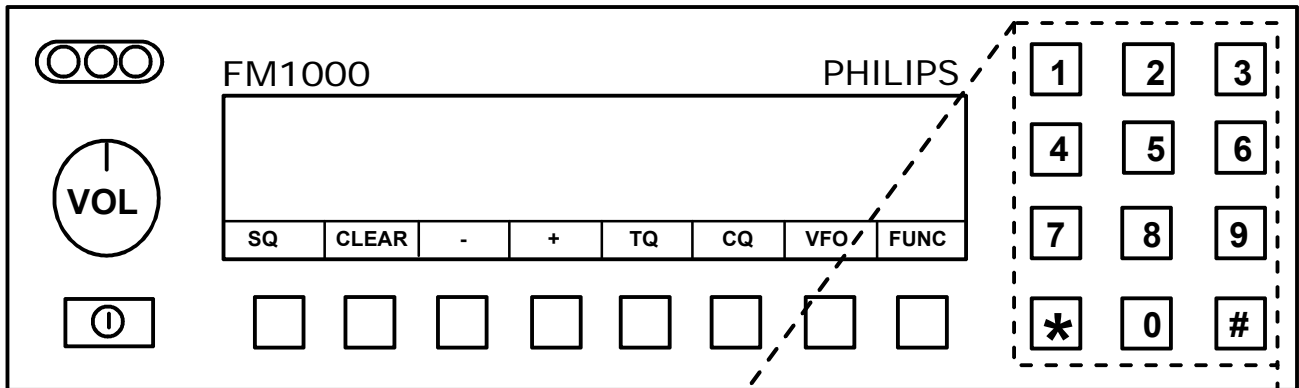 FM1000 PHILIPS
1 2 3
4 5 6
VOL
SQ CLEAR - + TQ CQ VFO FUNC
7 8 9
* 0 #